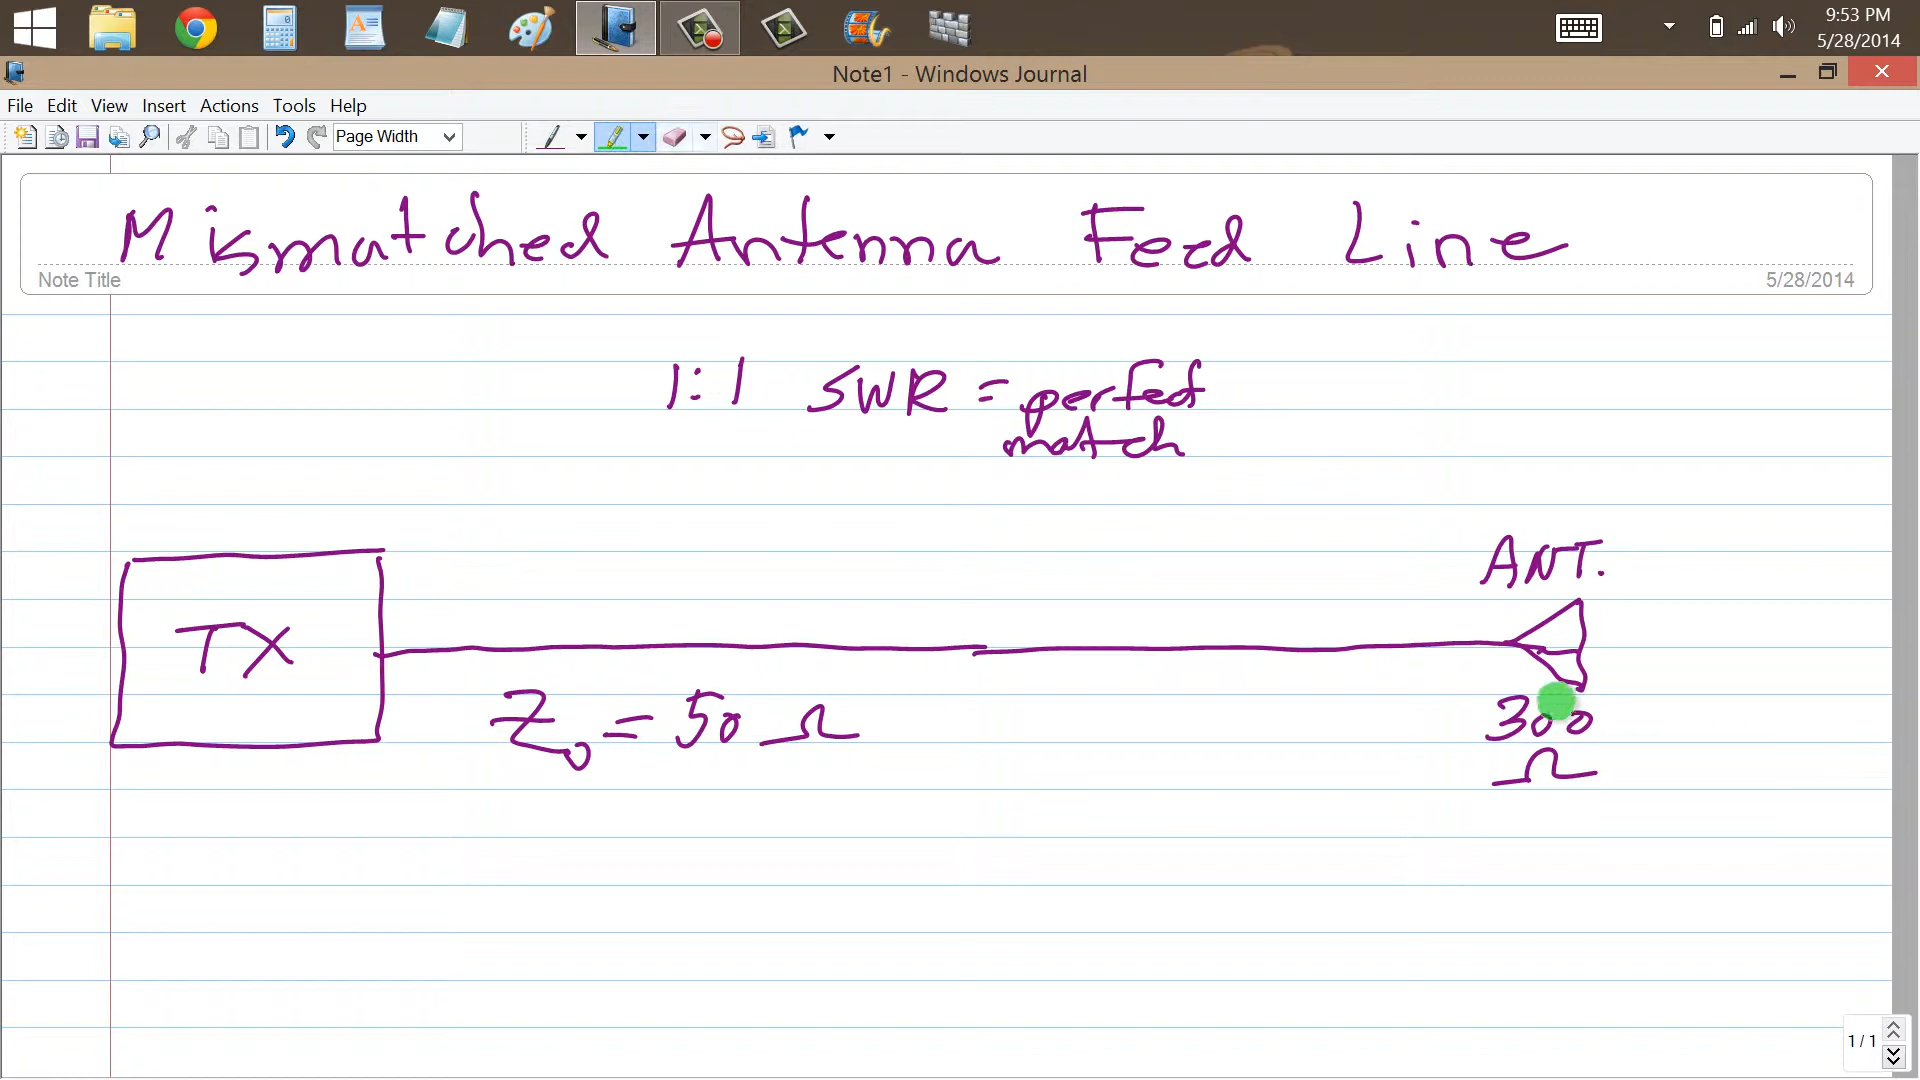 9:53 PM
5/28/2014
Note1 - Windows Journal
File Edit View Insert Actions Tools Help
Page Width
Mismatched Antenna Feed Line
Note Title
5/28/2014
1:1 SWR = perfect
match
ANT.
TX
Z0 = 50 Ω
300
Ω
1 / 1